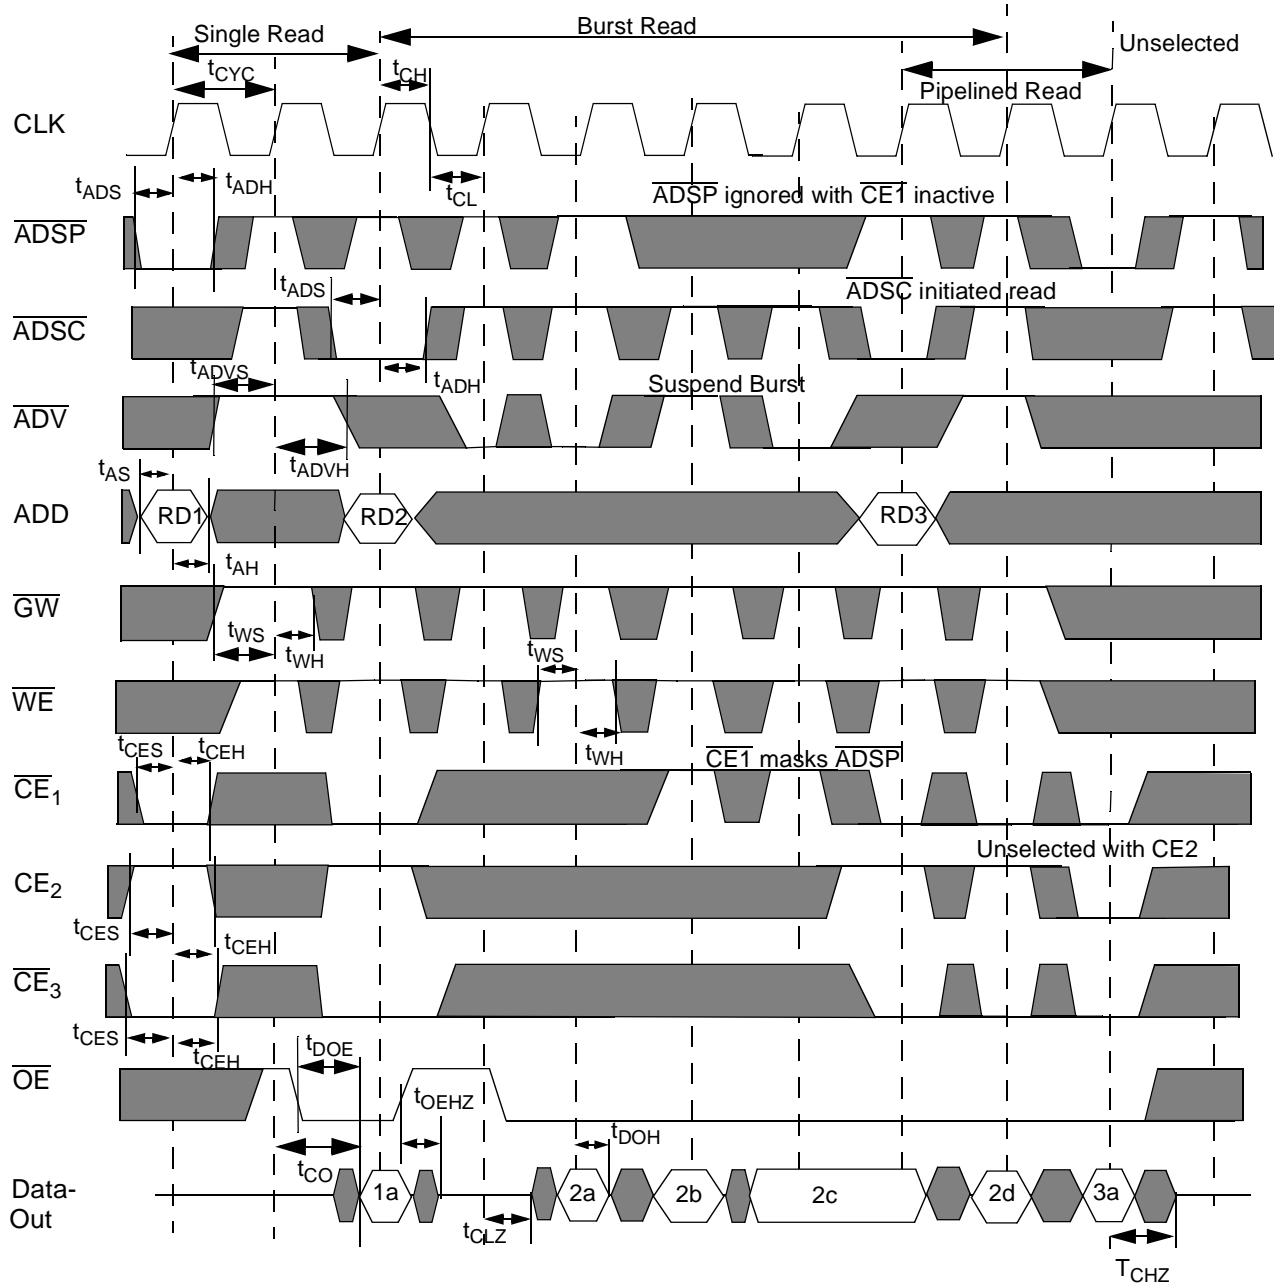 Single Read
Burst Read
Unselected
tCYC
tCH
Pipelined Read
CLK
tADS
tADH
tCL
ADSP ignored with CE1 inactive
ADSP
tADS
ADSC initiated read
ADSC
tADVS
tADH
Suspend Burst
ADV
tADVH
tAS
ADD
RD1
RD2
RD3
tAH
GW
tWS
tWH
tWS
WE
tCES
tCEH
tWH
CE1 masks ADSP
CE1
Unselected with CE2
CE2
tCES
tCEH
CE3
tCES
tCEH
tDOE
OE
tOEHZ
tDOH
tCO
Data-
Out
1a
2a
2b
2c
2d
3a
tCLZ
TCHZ